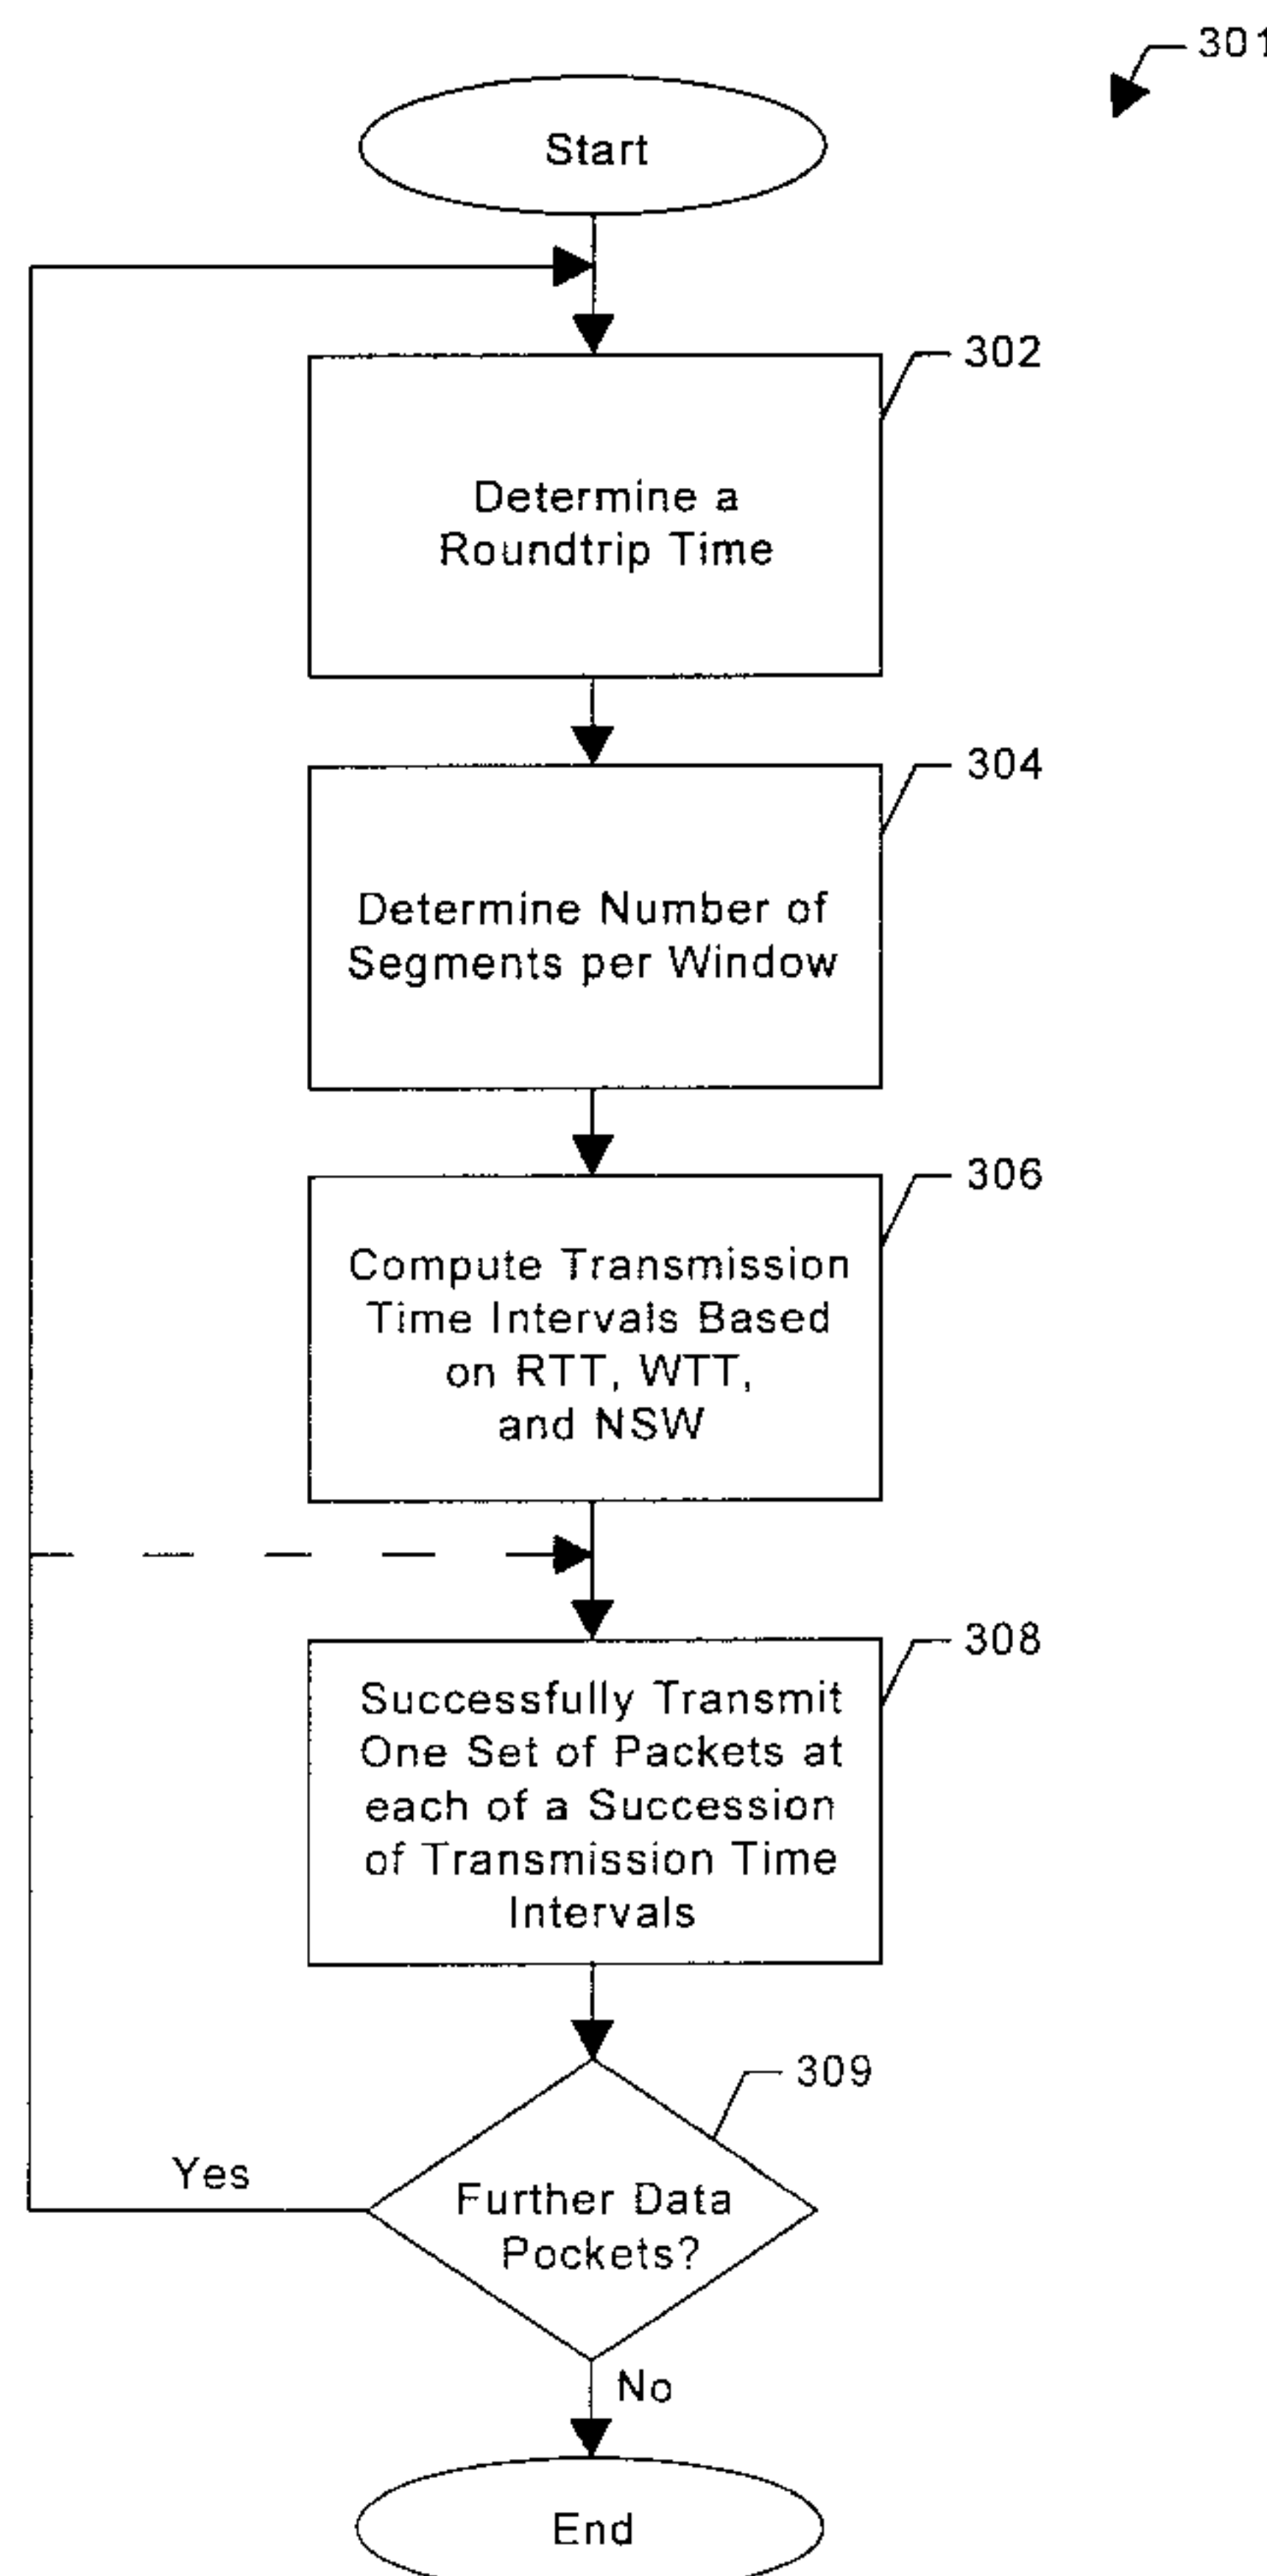 301
Start
302
Determine a
Roundtrip Time
304
Determine Number of
Segments per Window
306
Compute Transmission
Time Intervals Based
on RTT, WTT,
and NSW
308
Successfully Transmit
One Set of Packets at
each of a Succession
of Transmission Time
Intervals
309
Further Data
Pockets?
Yes
No
End